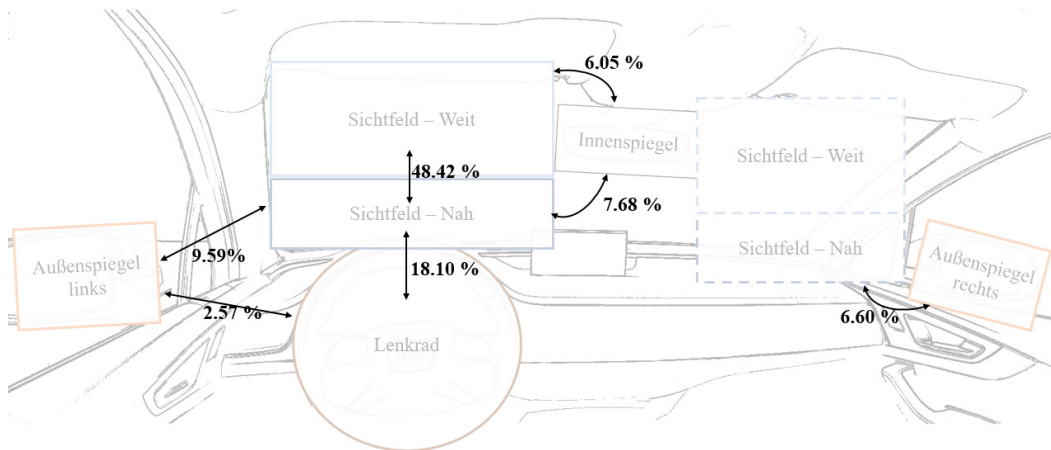 6.05 %
Sichtfeld – Weit
Innenspiegel
Sichtfeld – Weit
48.42 %
Sichtfeld – Nah
7.68 %
Sichtfeld – Nah
9.59%
Außenspiegel
links
18.10 %
Außenspiegel
rechts
2.57 %
6.60 %
Lenkrad